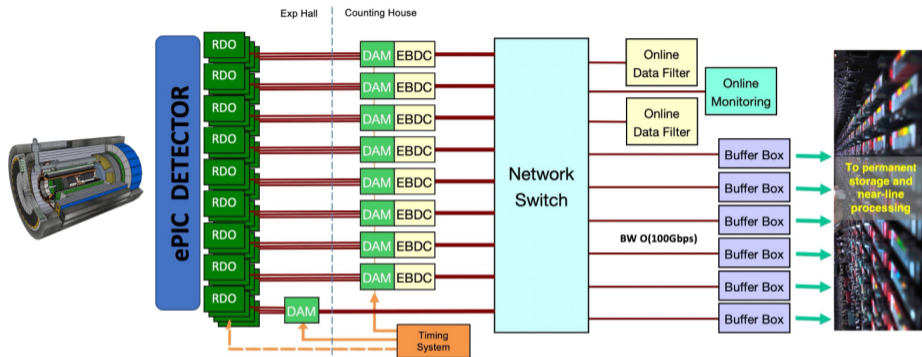 Exp Hall
Counting House
ePIC DETECTOR
RDO
RDO
RDO
RDO
RDO
RDO
RDO
RDO
RDO
DAM EBDC
DAM EBDC
DAM EBDC
DAM EBDC
DAM EBDC
DAM EBDC
DAM EBDC
DAM EBDC
DAM
Timing
System
Network
Switch
Online
Data Filter
Online
Monitoring
Online
Data Filter
BW O(100Gbps)
Buffer Box
Buffer Box
Buffer Box
Buffer Box
Buffer Box
Buffer Box
To permanent
storage and
near-line
processing